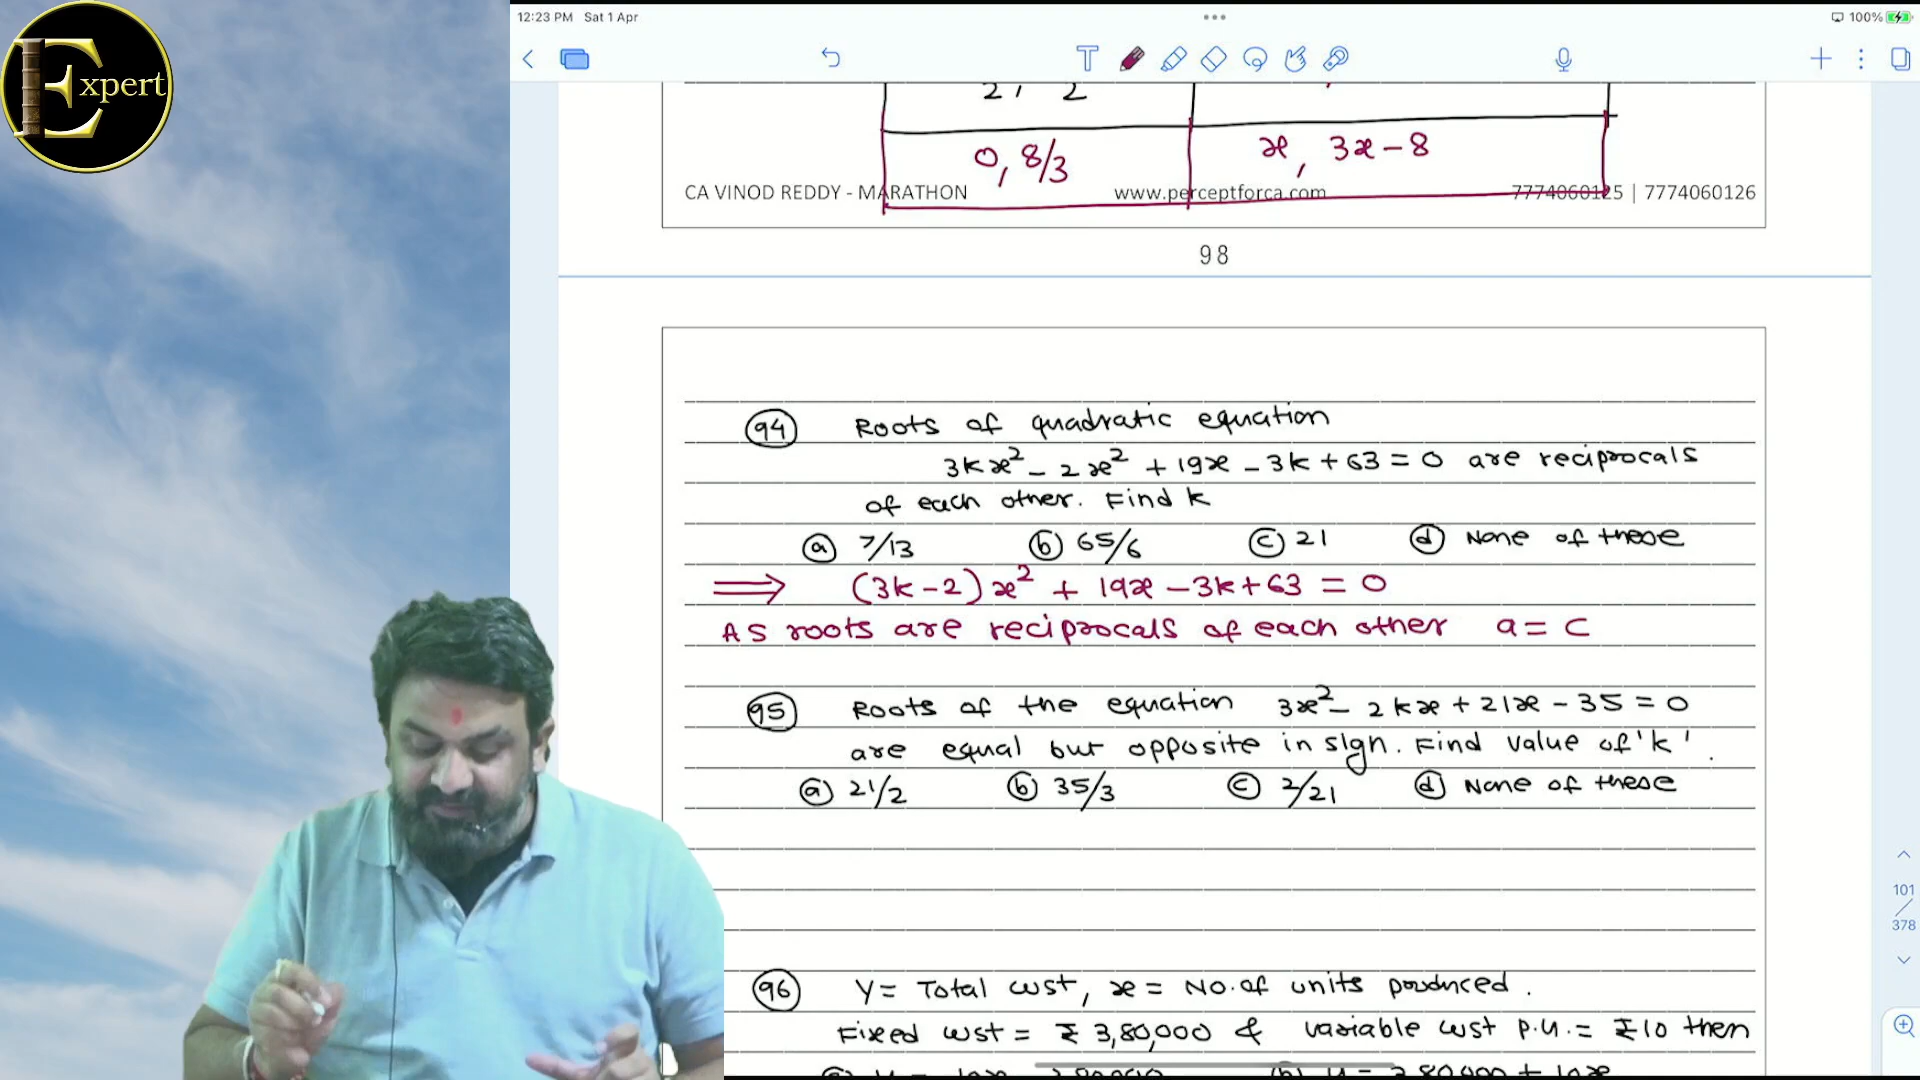 Expert
12:23 PM Sat 1 Apr
100%
0, 8/3
x, 3x-8
CA VINOD REDDY - MARATHON www.perceptforca.com 7774060125 | 7774060126
98
94 Roots of quadratic equation
3kx² - 2x² + 19x - 3k + 63 = 0 are reciprocals
of each other. Find k
a 7/13 b 65/6 c 21 d None of these
⟹ (3k-2)x² + 19x - 3k + 63 = 0
As roots are reciprocals of each other a = c
95 Roots of the equation 3x² - 2kx + 21x - 35 = 0
are equal but opposite in sign. Find value of 'k'.
a 21/2 b 35/3 c 2/21 d None of these
101
/
378
96 Y = Total cost, x = No. of units produced.
Fixed cost = ₹ 3,80,000 & variable cost p.u. = ₹ 10 then